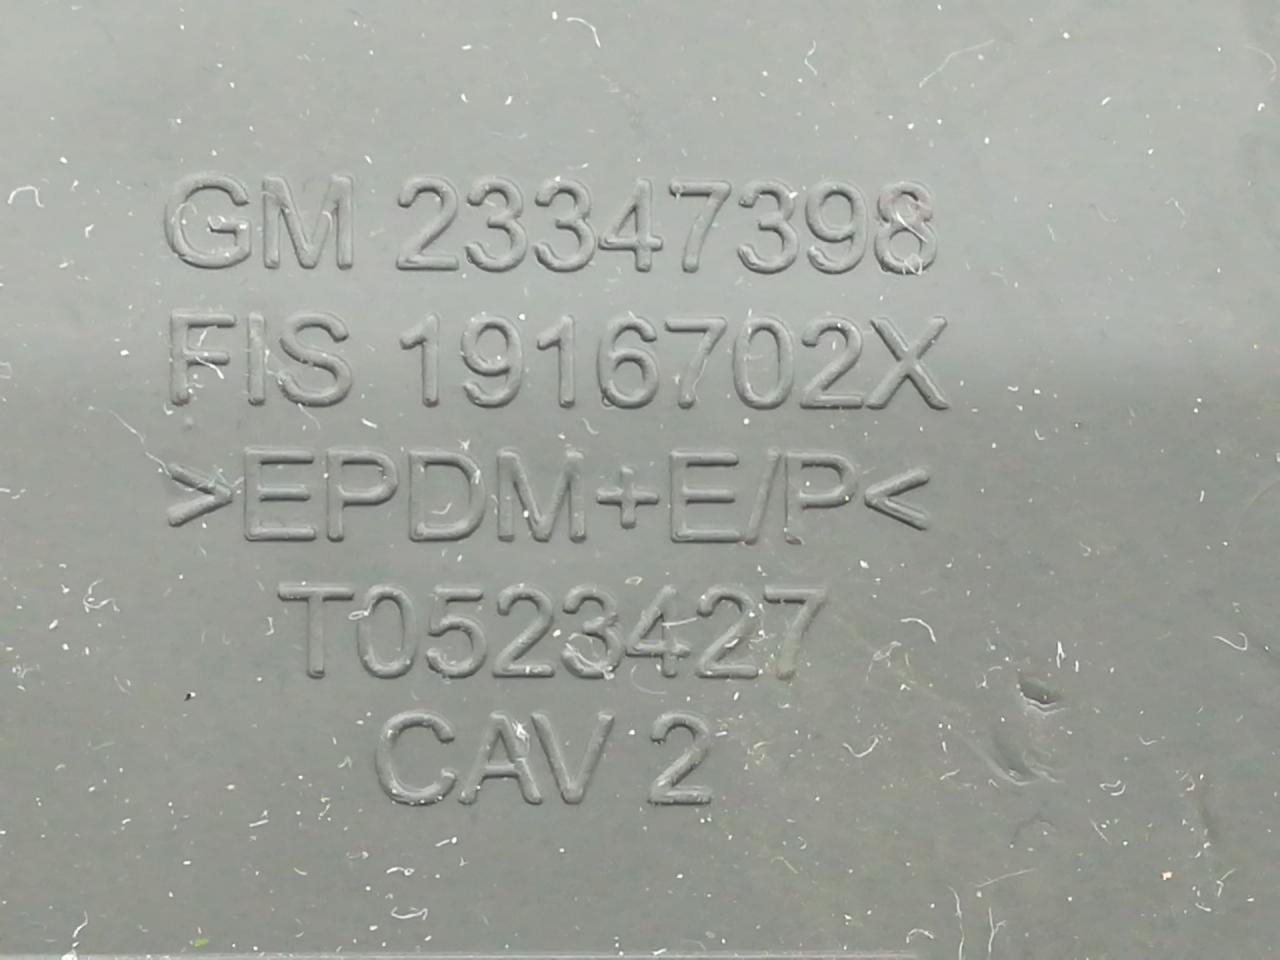 GM 23347398
FIS 1916702X
>EPDM+E/P<
T0523427
CAV 2